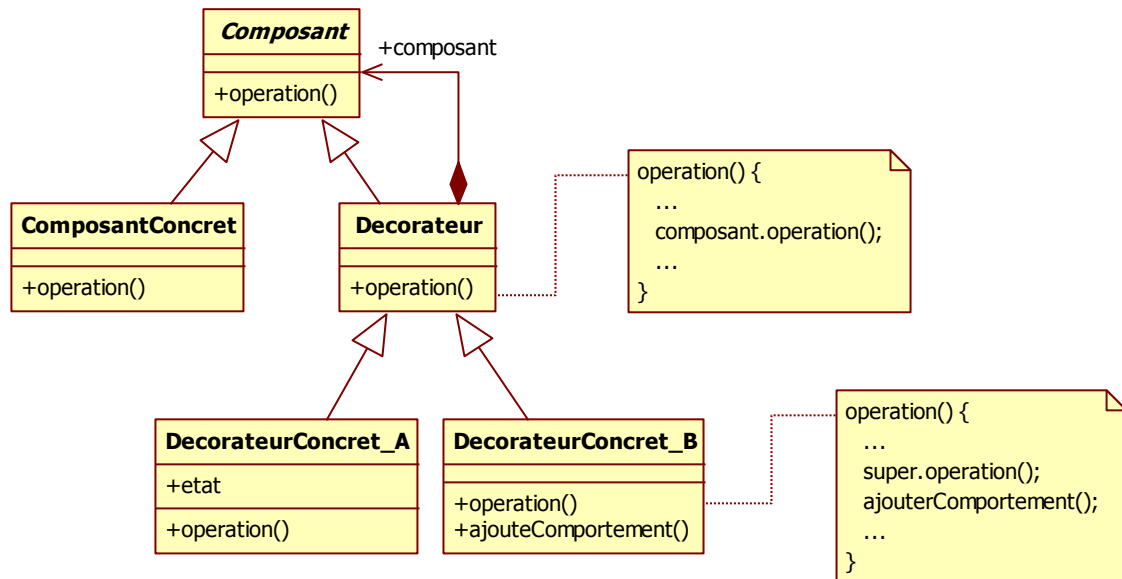 Composant
+operation()
+composant
ComposantConcret
+operation()
Decorateur
+operation()
operation() {
...
composant.operation();
...
}
DecorateurConcret_A
+etat
+operation()
DecorateurConcret_B
+operation()
+ajouteComportement()
operation() {
...
super.operation();
ajouterComportement();
...
}